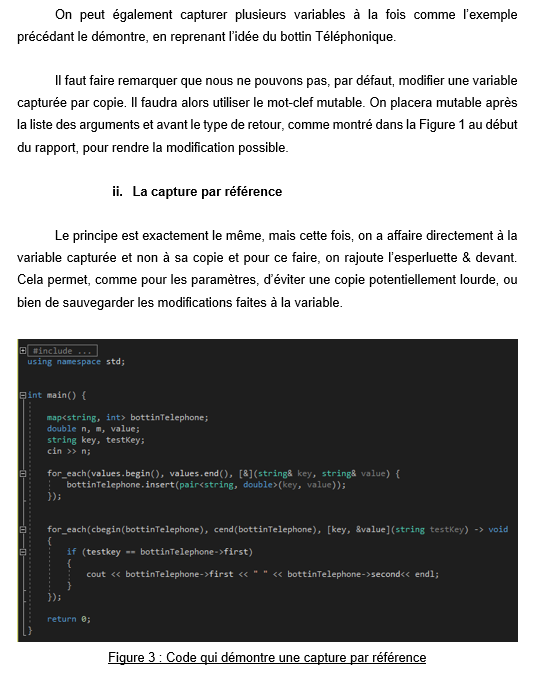 On peut également capturer plusieurs variables à la fois comme l'exemple
précédant le démontre, en reprenant l'idée du bottin Téléphonique.
Il faut faire remarquer que nous ne pouvons pas, par défaut, modifier une variable
capturée par copie. Il faudra alors utiliser le mot-clef mutable. On placera mutable après
la liste des arguments et avant le type de retour, comme montré dans la Figure 1 au début
du rapport, pour rendre la modification possible.
ii. La capture par référence
Le principe est exactement le même, mais cette fois, on a affaire directement à la
variable capturée et non à sa copie et pour ce faire, on rajoute l'esperluette & devant.
Cela permet, comme pour les paramètres, d'éviter une copie potentiellement lourde, ou
bien de sauvegarder les modifications faites à la variable.
#include ...
using namespace std;
int main() {
map<string, int> bottinTelephone;
double n, m, value;
string key, testKey;
cin >> n;
for_each(values.begin(), values.end(), [&](string& key, string& value) {
bottinTelephone.insert(pair<string, double>(key, value));
});
for_each(cbegin(bottinTelephone), cend(bottinTelephone), [key, &value](string testKey) -> void
{
if (testkey == bottinTelephone->first)
{
cout << bottinTelephone->first << " " << bottinTelephone->second<< endl;
}
});
return 0;
}
Figure 3 : Code qui démontre une capture par référence